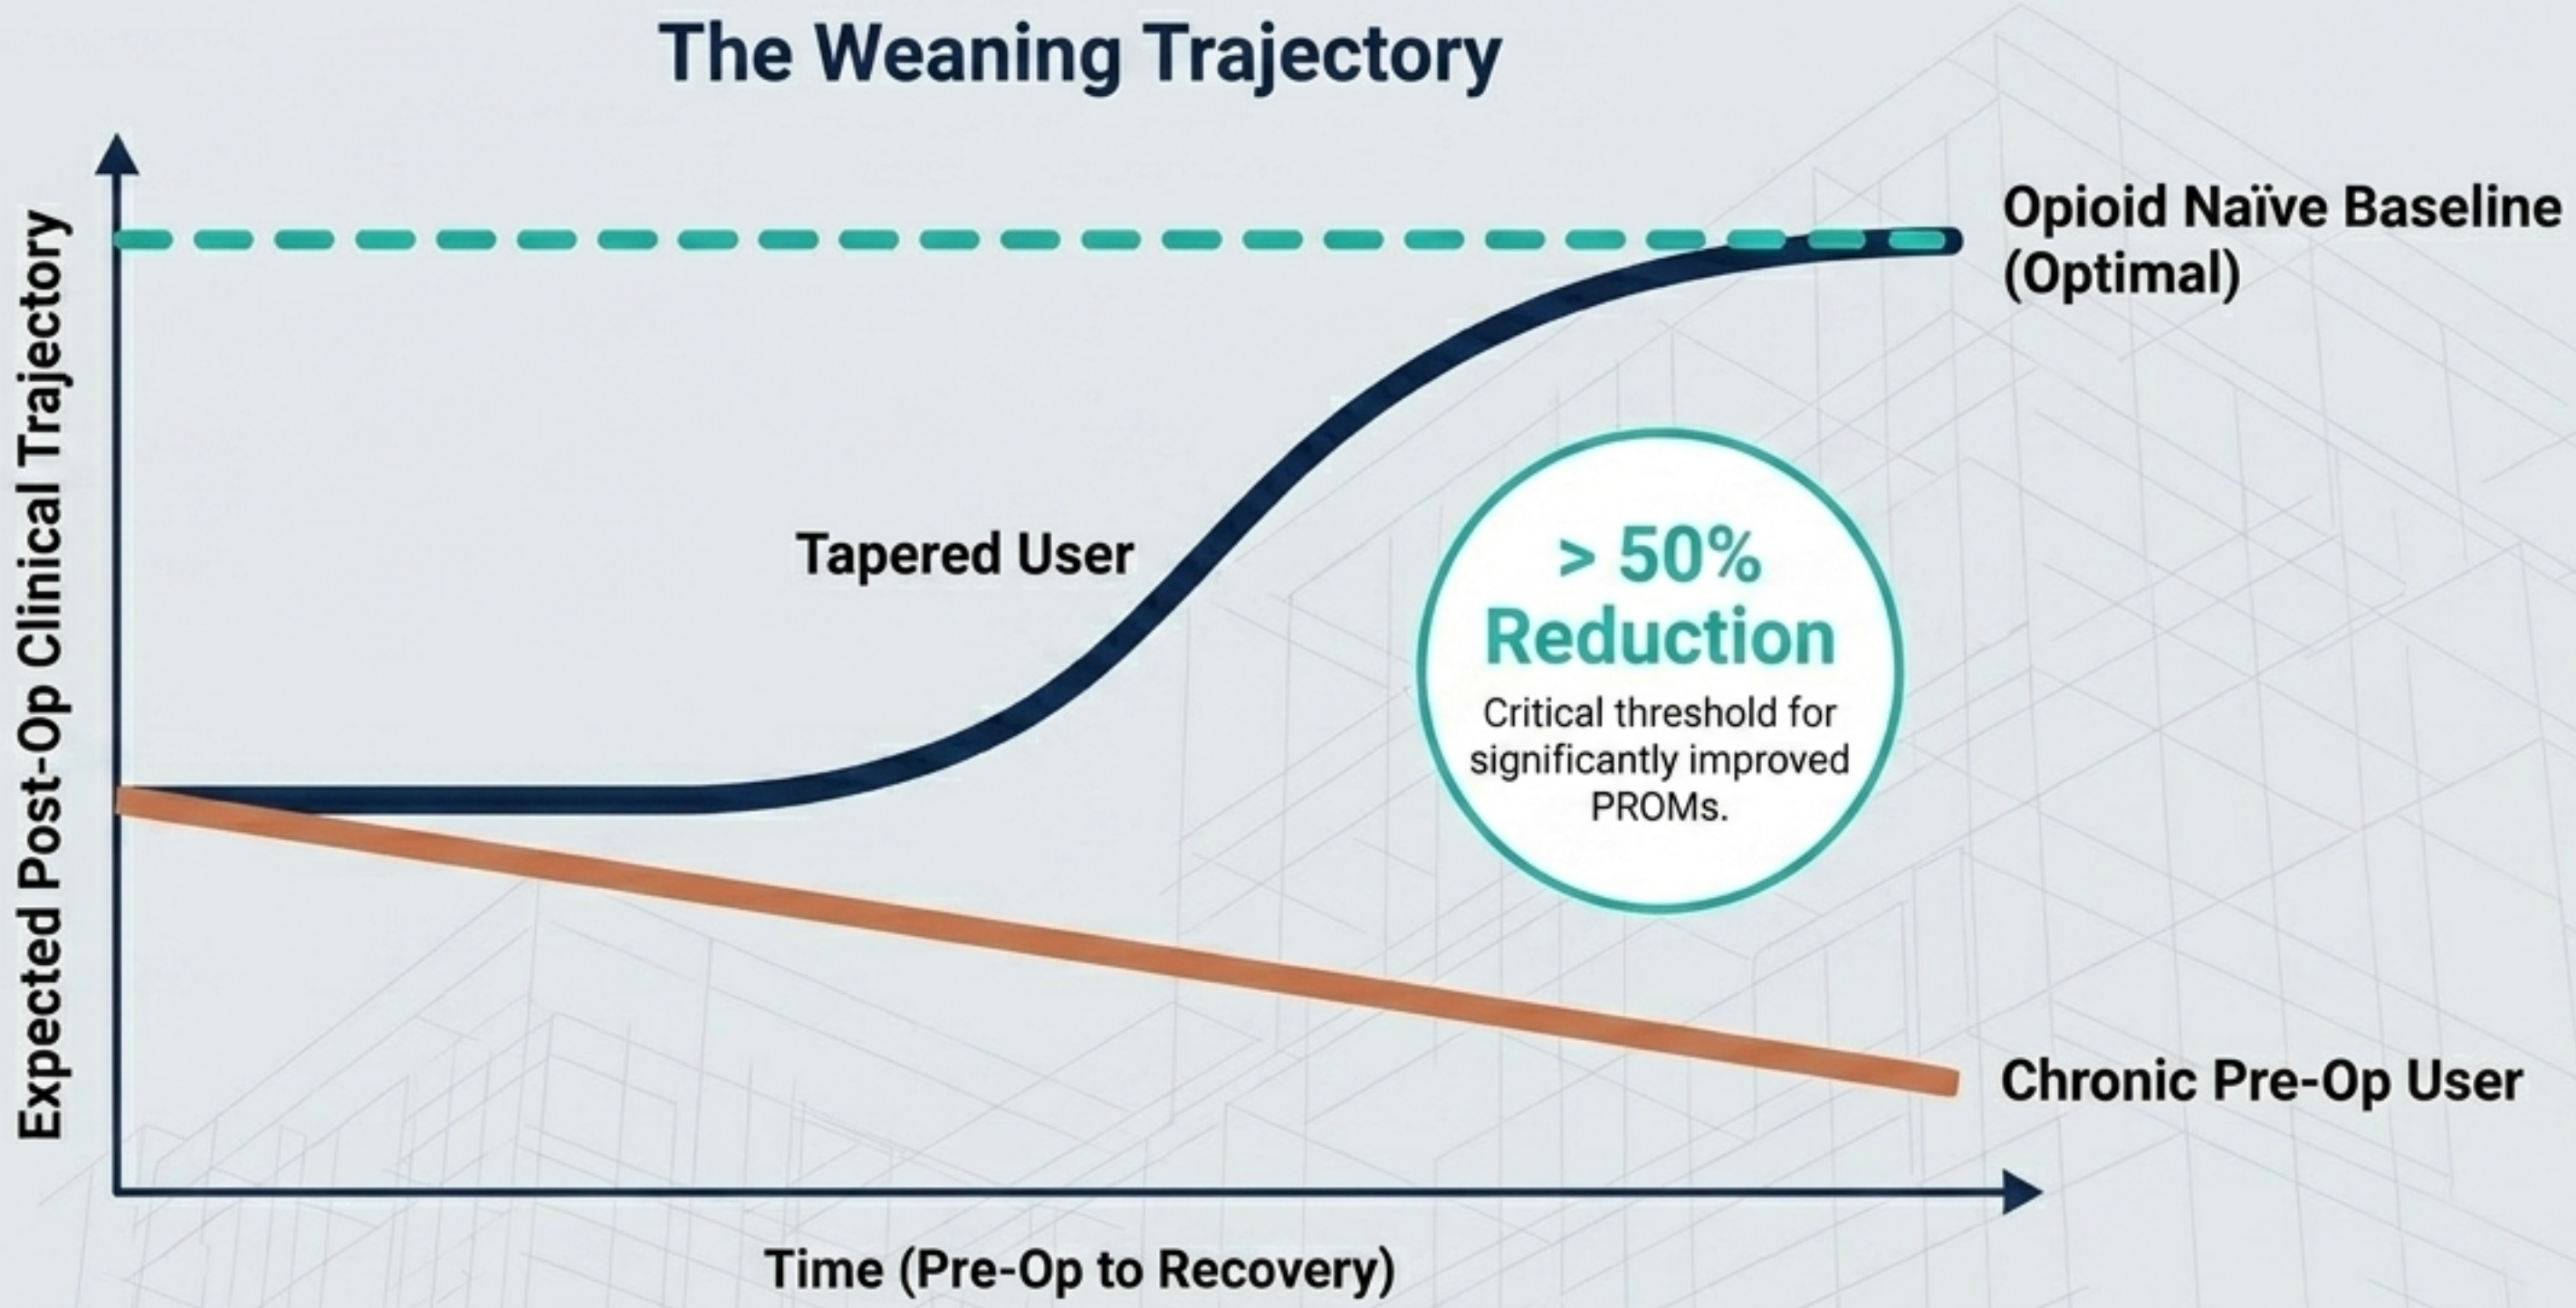 The Weaning Trajectory
Expected Post-Op Clinical Trajectory
Opioid Naïve Baseline
(Optimal)
Tapered User
> 50%
Reduction
Critical threshold for
significantly improved
PROMs.
Chronic Pre-Op User
Time (Pre-Op to Recovery)